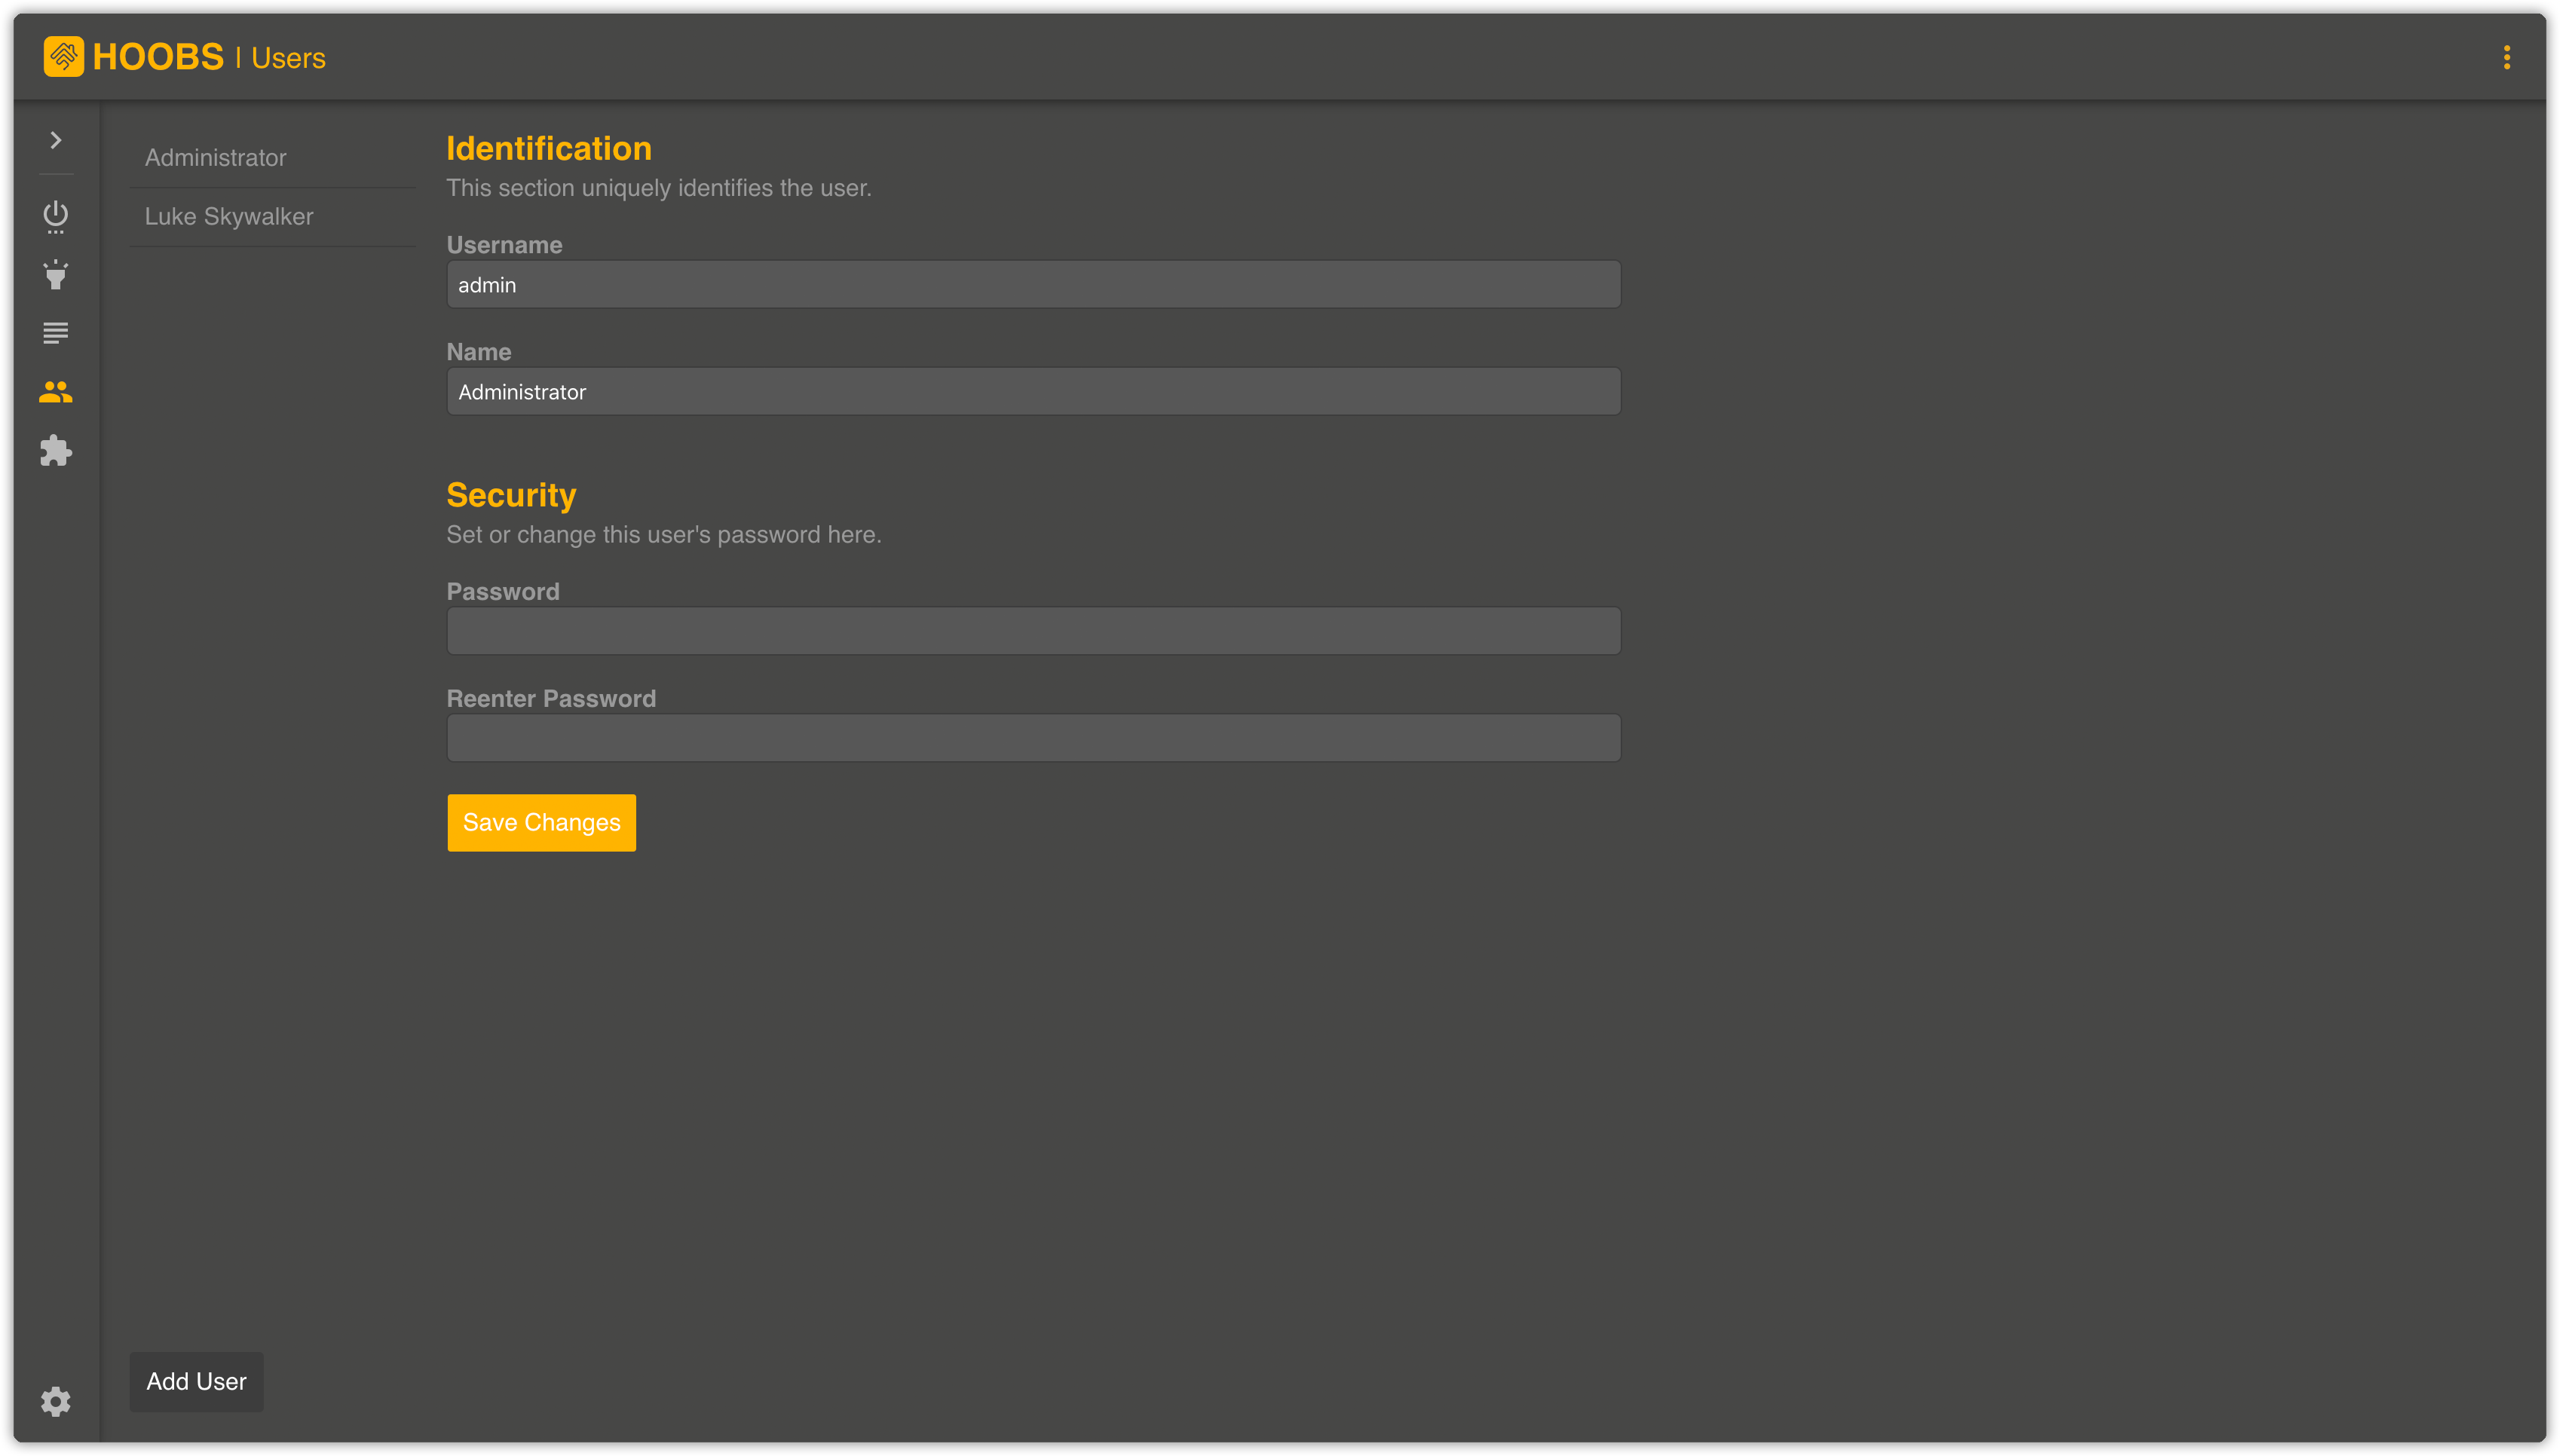 HOOBS | Users
Administrator
Luke Skywalker
Identification
This section uniquely identifies the user.
Username
admin
Name
Administrator
Security
Set or change this user's password here.
Password
Reenter Password
Save Changes
Add User